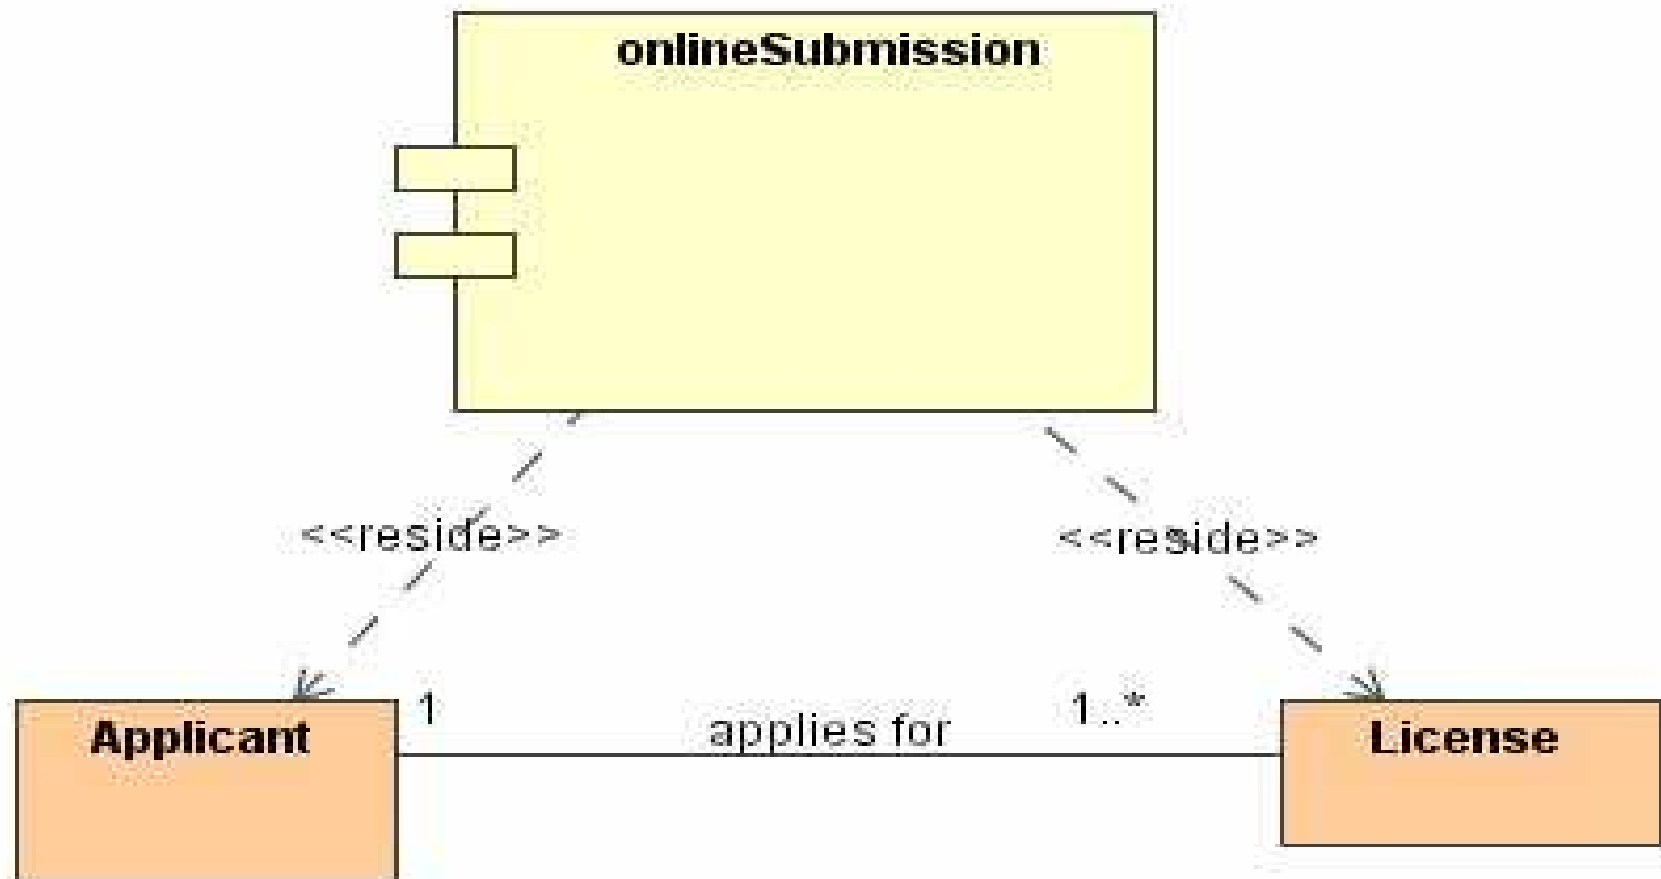 onlineSubmission
<<reside>>
<<reside>>
1
1..*
applies for
Applicant
License